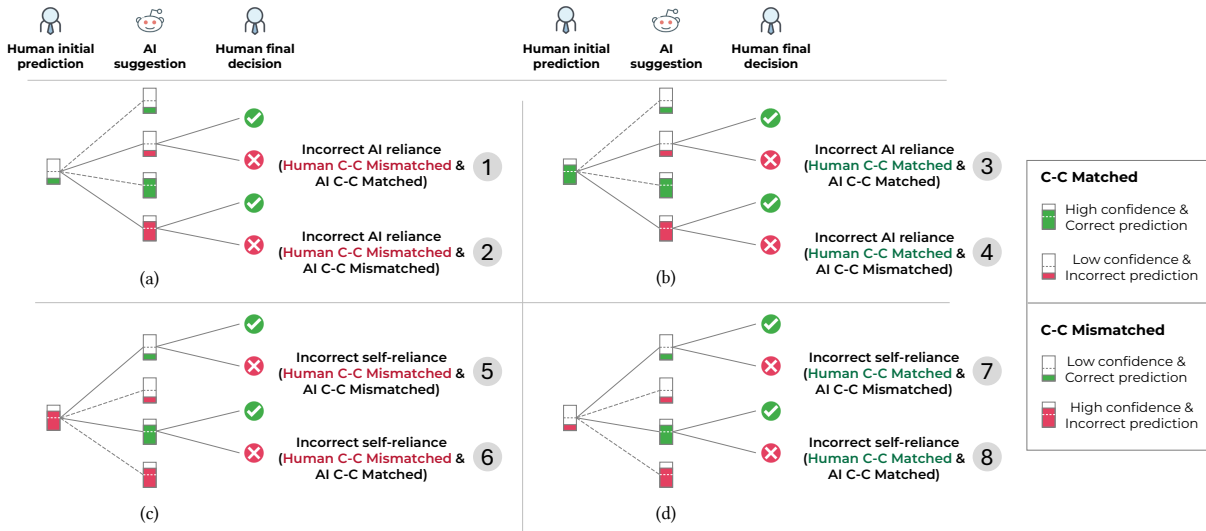 Human initial
prediction
AI
suggestion
Human final
decision
Human initial
prediction
AI
suggestion
Human final
decision
Incorrect AI reliance
(Human C-C Mismatched &
AI C-C Matched)
1
Incorrect AI reliance
(Human C-C Mismatched &
AI C-C Mismatched)
2
(a)
Incorrect AI reliance
(Human C-C Matched &
AI C-C Matched)
3
Incorrect AI reliance
(Human C-C Matched &
AI C-C Mismatched)
4
(b)
Incorrect self-reliance
(Human C-C Mismatched &
AI C-C Mismatched)
5
Incorrect self-reliance
(Human C-C Mismatched &
AI C-C Matched)
6
(c)
Incorrect self-reliance
(Human C-C Matched &
AI C-C Mismatched)
7
Incorrect self-reliance
(Human C-C Matched &
AI C-C Matched)
8
(d)
C-C Matched
High confidence &
Correct prediction
Low confidence &
Incorrect prediction
C-C Mismatched
Low confidence &
Correct prediction
High confidence &
Incorrect prediction